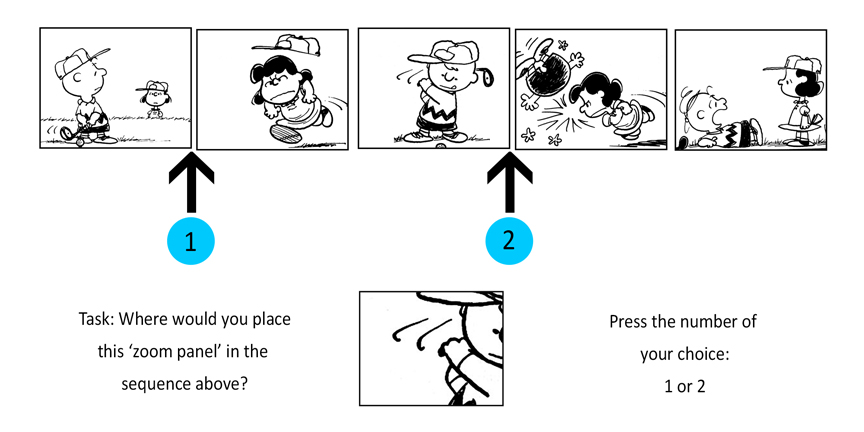 1
2
Task: Where would you place
this ‘zoom panel’ in the
sequence above?
Press the number of
your choice:
1 or 2